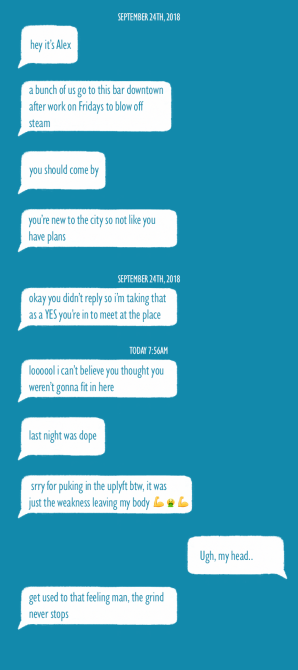 SEPTEMBER 24TH, 2018
hey it's Alex
a bunch of us go to this bar downtown
after work on Fridays to blow off
steam
you should come by
you're new to the city so not like you
have plans
SEPTEMBER 24TH, 2018
okay you didn't reply so i'm taking that
as a YES you're in to meet at the place
TODAY 7:56AM
loooool i can't believe you thought you
weren't gonna fit in here
last night was dope
srry for puking in the uplyft btw, it was
just the weakness leaving my body 💪🤮💪
Ugh, my head..
get used to that feeling man, the grind
never stops